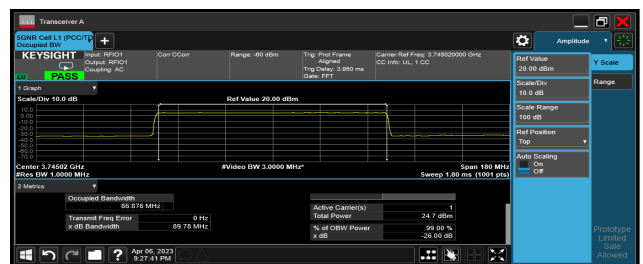 Transceiver A
5GNR Cell L1 (PCC/TD
Occupied BW
Amplitude
KEYSIGHT
Input: RFIO1
Output: RFIO1
Coupling: AC
Corr CCorr
Range: -60 dBm
Trig: Prot Frame
Aligned
Trig Delay: 3.950 ms
Gate: FFT
Carrier Ref Freq: 3.745020000 GHz
CC Info: UL, 1 CC
PASS
1 Graph
Scale/Div 10.0 dB
Ref Value 20.00 dBm
10.0
0.00
-10.0
-20.0
-30.0
-40.0
-50.0
-60.0
-70.0
Center 3.74502 GHz
#Video BW 3.0000 MHz*
Span 180 MHz
#Res BW 1.0000 MHz
Sweep 1.80 ms (1001 pts)
2 Metrics
Occupied Bandwidth
86.876 MHz
Transmit Freq Error 0 Hz
x dB Bandwidth 89.78 MHz
Active Carrier(s) 1
Total Power 24.7 dBm
% of OBW Power 99.00 %
x dB -26.00 dB
Ref Value
20.00 dBm
Scale/Div
10.0 dB
Scale Range
100 dB
Ref Position
Top
Auto Scaling
On
Off
Y Scale
Range
Prototype
Limited
Sale
Allowed
?
Apr 06, 2023
9:27:41 PM